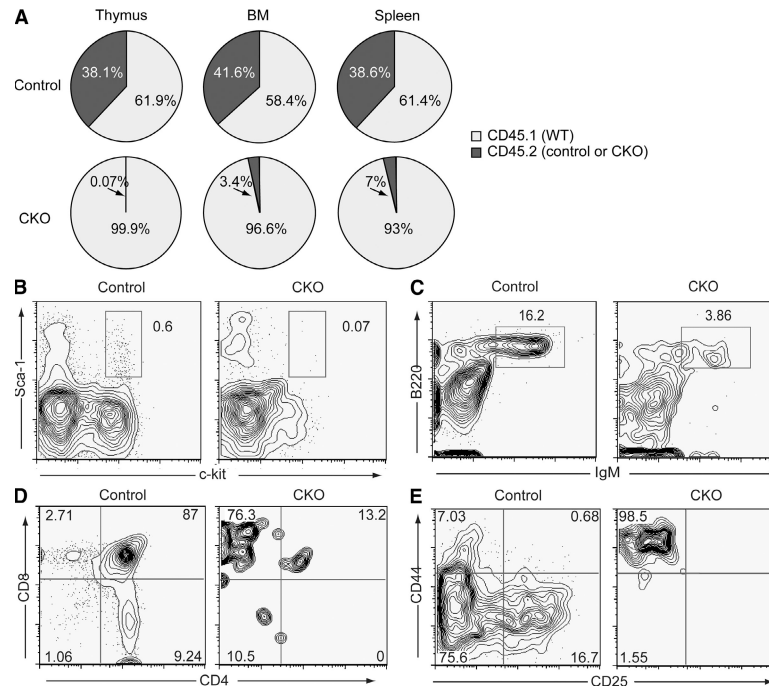 A
Thymus BM Spleen
Control
38.1% 41.6% 38.6%
61.9% 58.4% 61.4%
CD45.1 (WT)
CD45.2 (control or CKO)
CKO
0.07% 3.4% 7%
99.9% 96.6% 93%
B Control CKO
0.6 0.07
Sca-1
c-kit
C Control CKO
16.2 3.86
B220
IgM
D Control CKO
2.71 87 76.3 13.2
CD8
1.06 9.24 10.5 0
CD4
E Control CKO
7.03 0.68 98.5
CD44
75.6 16.7 1.55
CD25